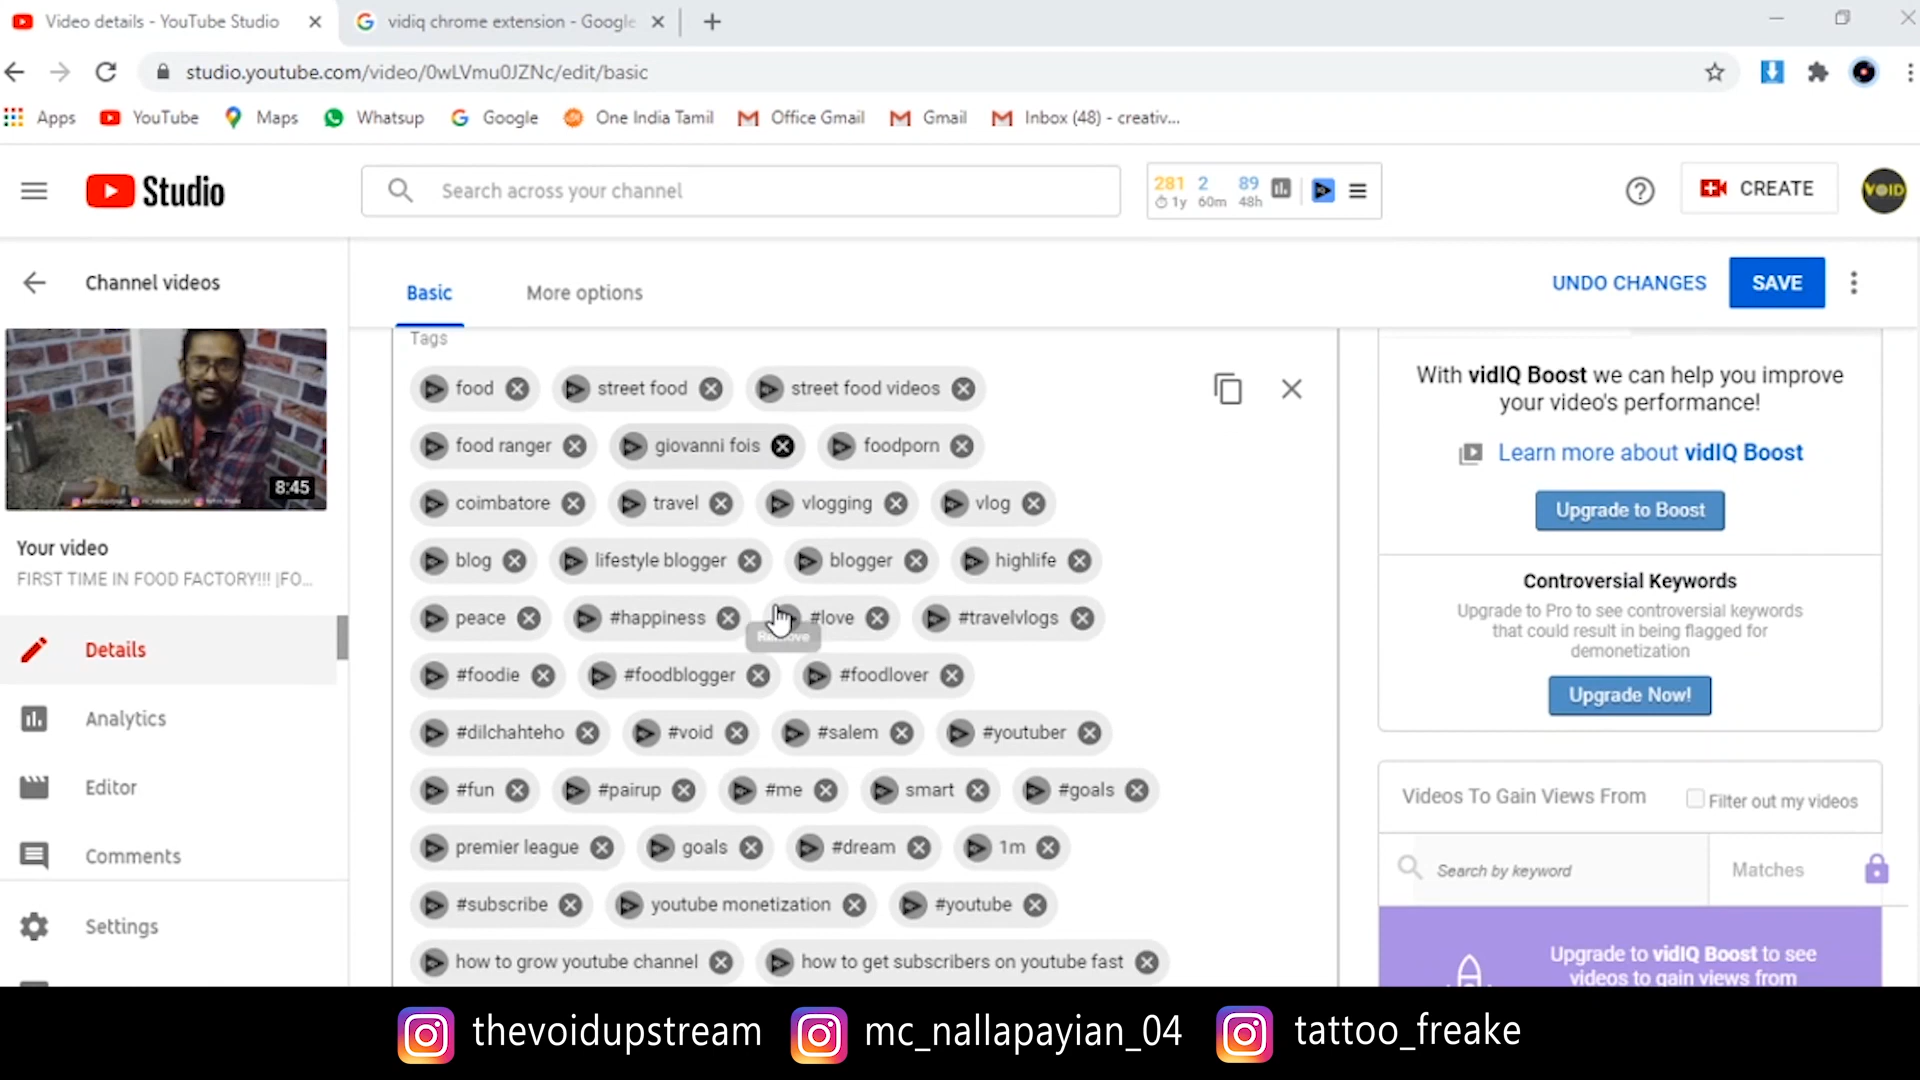 Video details - YouTube Studio
vidiq chrome extension - Google
studio.youtube.com/video/0wLVmu0JZNc/edit/basic
Apps YouTube Maps Whatsup Google One India Tamil Office Gmail Gmail Inbox (48) - creativ...
Studio
Search across your channel
281 2 89
1y 60m 48h
CREATE
VOID
Channel videos
Basic More options
UNDO CHANGES SAVE
8:45
Your video
FIRST TIME IN FOOD FACTORY!!! |FO...
Details
Analytics
Editor
Comments
Settings
Tags
food street food street food videos
food ranger giovanni fois foodporn
coimbatore travel vlogging vlog
blog lifestyle blogger blogger highlife
peace #happiness #love #travelvlogs
Remove
#foodie #foodblogger #foodlover
#dilchahteho #void #salem #youtuber
#fun #pairup #me smart #goals
premier league goals #dream 1m
#subscribe youtube monetization #youtube
how to grow youtube channel how to get subscribers on youtube fast
With vidIQ Boost we can help you improve
your video's performance!
Learn more about vidIQ Boost
Upgrade to Boost
Controversial Keywords
Upgrade to Pro to see controversial keywords
that could result in being flagged for
demonetization
Upgrade Now!
Videos To Gain Views From Filter out my videos
Search by keyword Matches
Upgrade to vidIQ Boost to see
videos to gain views from
thevoidupstream mc_nallapayian_04 tattoo_freake